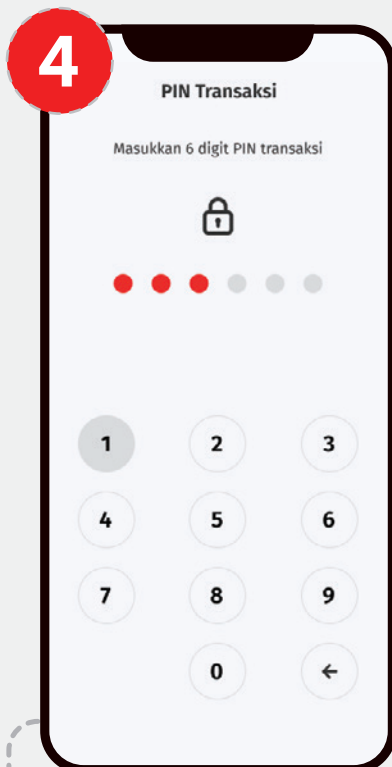 4
PIN Transaksi
Masukkan 6 digit PIN transaksi
1 2 3
4 5 6
7 8 9
0 ←